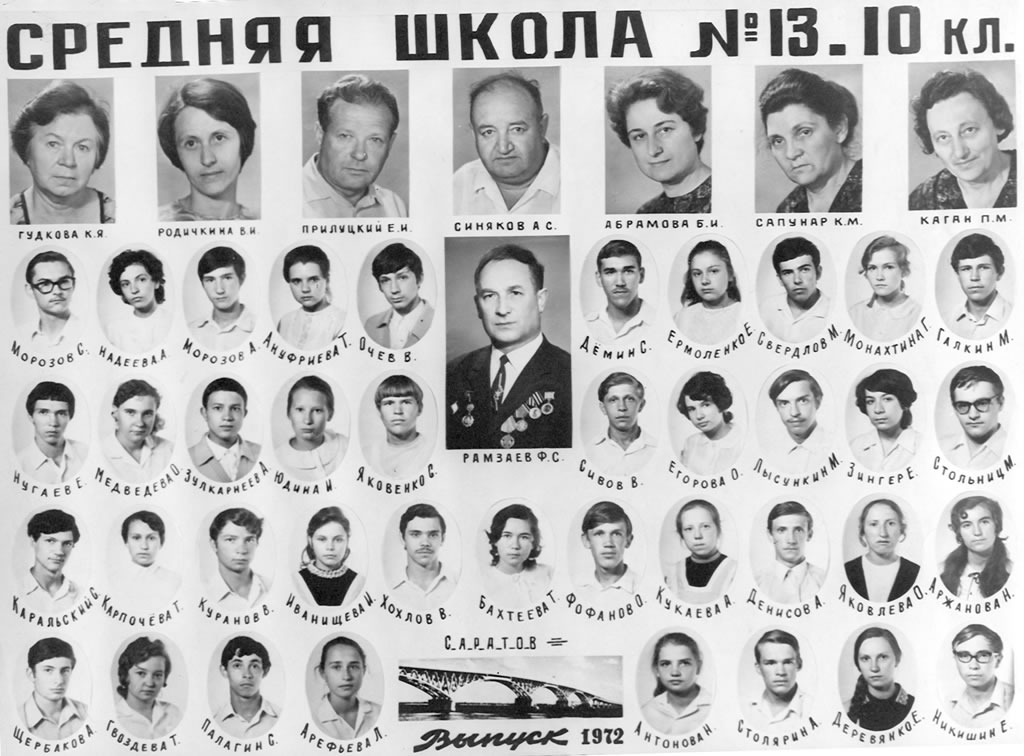 СРЕДНЯЯ ШКОЛА №13. 10 КЛ.
ГУДКОВА К.Я. РОДИЧКИНА В.И. ПРИЛУЦКИЙ Е.И. СИНЯКОВ А С. АБРАМОВА Б.И. САПУНАР К.М. КАГАН П.М.
МОРОЗОВ С. НАДЕЕВА А. МОРОЗОВ А. АНУФРИЕВА Т. ОЧЕВ В. ДЁМИН С. ЕРМОЛЕНКО Е. СВЕРДЛОВ М. МОНАХТИНА Г. ГАЛКИН М.
РАМЗАЕВ Ф.С.
НУГАЕВ Е. МЕДВЕДЕВА О. ЗУЛКАРНЕЕВ А. ЮДИНА И. ЯКОВЕНКО С. СИВОВ В. ЕГОРОВА О. ЛЫСУНКИН М. ЗИНГЕР Е. СТОЛЬНИЦ М.
КАРАЛЬСКИЙ С. КАРПОЧЁВА Т. КУРАНОВ В. ИВАНИЩЕВА И. ХОХЛОВ В. БАХТЕЕВА Т. ФОФАНОВ О. КУКАЕВА А. ДЕНИСОВ А. ЯКОВЛЕВА О. АРЖАНОВА Н.
САРАТОВ
ЩЕРБАКОВ А. ГВОЗДЕВА Т. ПАЛАГИН С. АРЕФЬЕВА Л. АНТОНОВА Н. СТОЛЯРИН А. ДЕРЕВЯНКО Е. НИКИШИН Е.
Выпуск 1972